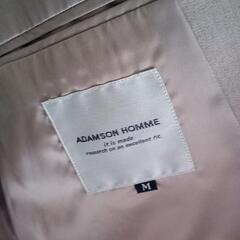 ADAMSON HOMME
it is made
research on an excellent fit.
M